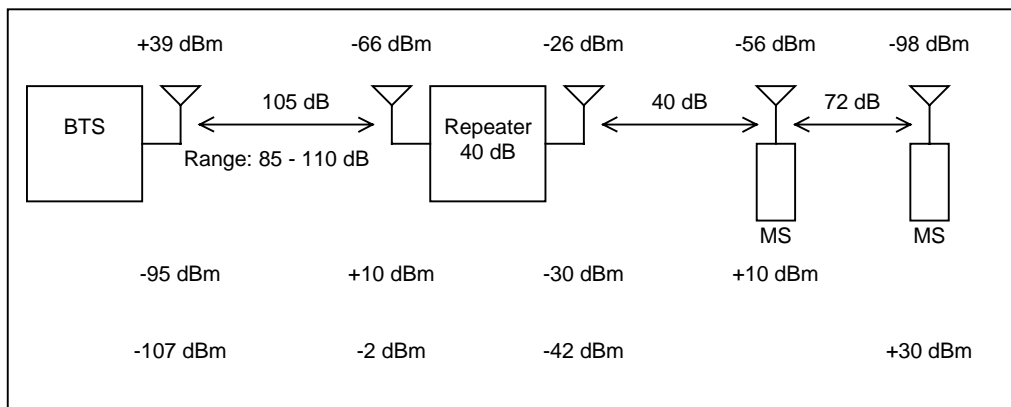 +39 dBm -66 dBm -26 dBm -56 dBm -98 dBm
105 dB 40 dB 72 dB
BTS Repeater
40 dB
Range: 85 - 110 dB
MS MS
-95 dBm +10 dBm -30 dBm +10 dBm
-107 dBm -2 dBm -42 dBm +30 dBm